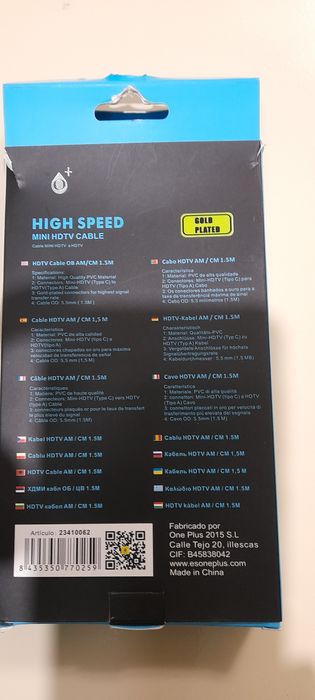 HIGH SPEED
MINI HDTV CABLE
Cable MINI HDTV a HDTV
GOLD
PLATED
HDTV Cable OB AM/CM 1.5M
Specifications:
1: Material: High Quality PVC Material
2: Connectors: Mini-HDTV (Type C) to
HDTV(Type A) Cable
3: Gold-plated connectors for highest signal
transfer rate
4: Cable OD: 5.5mm (1.5M)
Cabo HDTV AM / CM 1.5M
Característica
1: Material: PVC de alta qualidade
2: Conectores: Mini-HDTV (Tipo C) para
HDTV (Tipo A) Cabo
3: Os conectores banhados a ouro para a
taxa de transferência máxima de sinal
4: Cabo OD: 5.5 milímetros (1.5M)
Cable HDTV AM / CM 1,5 M
Característica
1: Material: PVC de alta calidad
2: Conectores: Mini-HDTV (tipo C) a
HDTV(tipo A)
3: conectores chapados en oro para máxima
velocidad de transferencia de señal
4: Cable OD: 5.5mm (1.5 M)
HDTV-Kabel AM / CM 1.5M
Charakteristisch
1: Material: Qualitäts-PVC
2: Anschlüsse: Mini-HDTV (Typ C) zu
HDTV (Typ A) Kabel
3: Vergoldete Anschlüsse für höchste
Signalübertragungsrate
4: Kabeldurchmesser: 5.5 mm (1.5 M)
Câble HDTV AM / CM 1.5M
Caractéristiques
1: Matière: PVC de haute qualité
2: Connecteurs: Mini-HDTV (Type C) vers HDTV
(type A) Cable
3: connecteurs plaqués or pour le taux de transfert
le plus élevé du signal
4: Câble OD: 5.5mm (1.5M)
Cavo HDTV AM / CM 1.5M
Caratteristica
1: Materiale: PVC di alta qualità
2: connettori: Mini-HDTV (tipo C) a HDTV
(tipo A) Cavo
3: connettori placcati in oro per velocità di
trasferimento più elevata del segnale
4: Cavo OD: 5.5mm (1.5M)
Kabel HDTV AM / CM 1.5M
Cablu HDTV AM / CM 1.5M
Cablu HDTV AM / CM 1.5M
Кабель HDTV AM / CM 1.5M
HDTV Cable AM / CM 1.5M
Кабель HDTV AM / CM 1,5 M
ХДМИ кабл ОБ / ЦВ 1.5М
Καλώδιο HDTV AM / CM 1.5M
HDTV кабел AM / CM 1.5M
HDTV kábel AM / CM 1.5M
Artículo: 23410062
8 435350 770259
Fabricado por
One Plus 2015 S.L
Calle Tejo 20, illescas
CIF: B45838042
www.esoneplus.com
Made in China